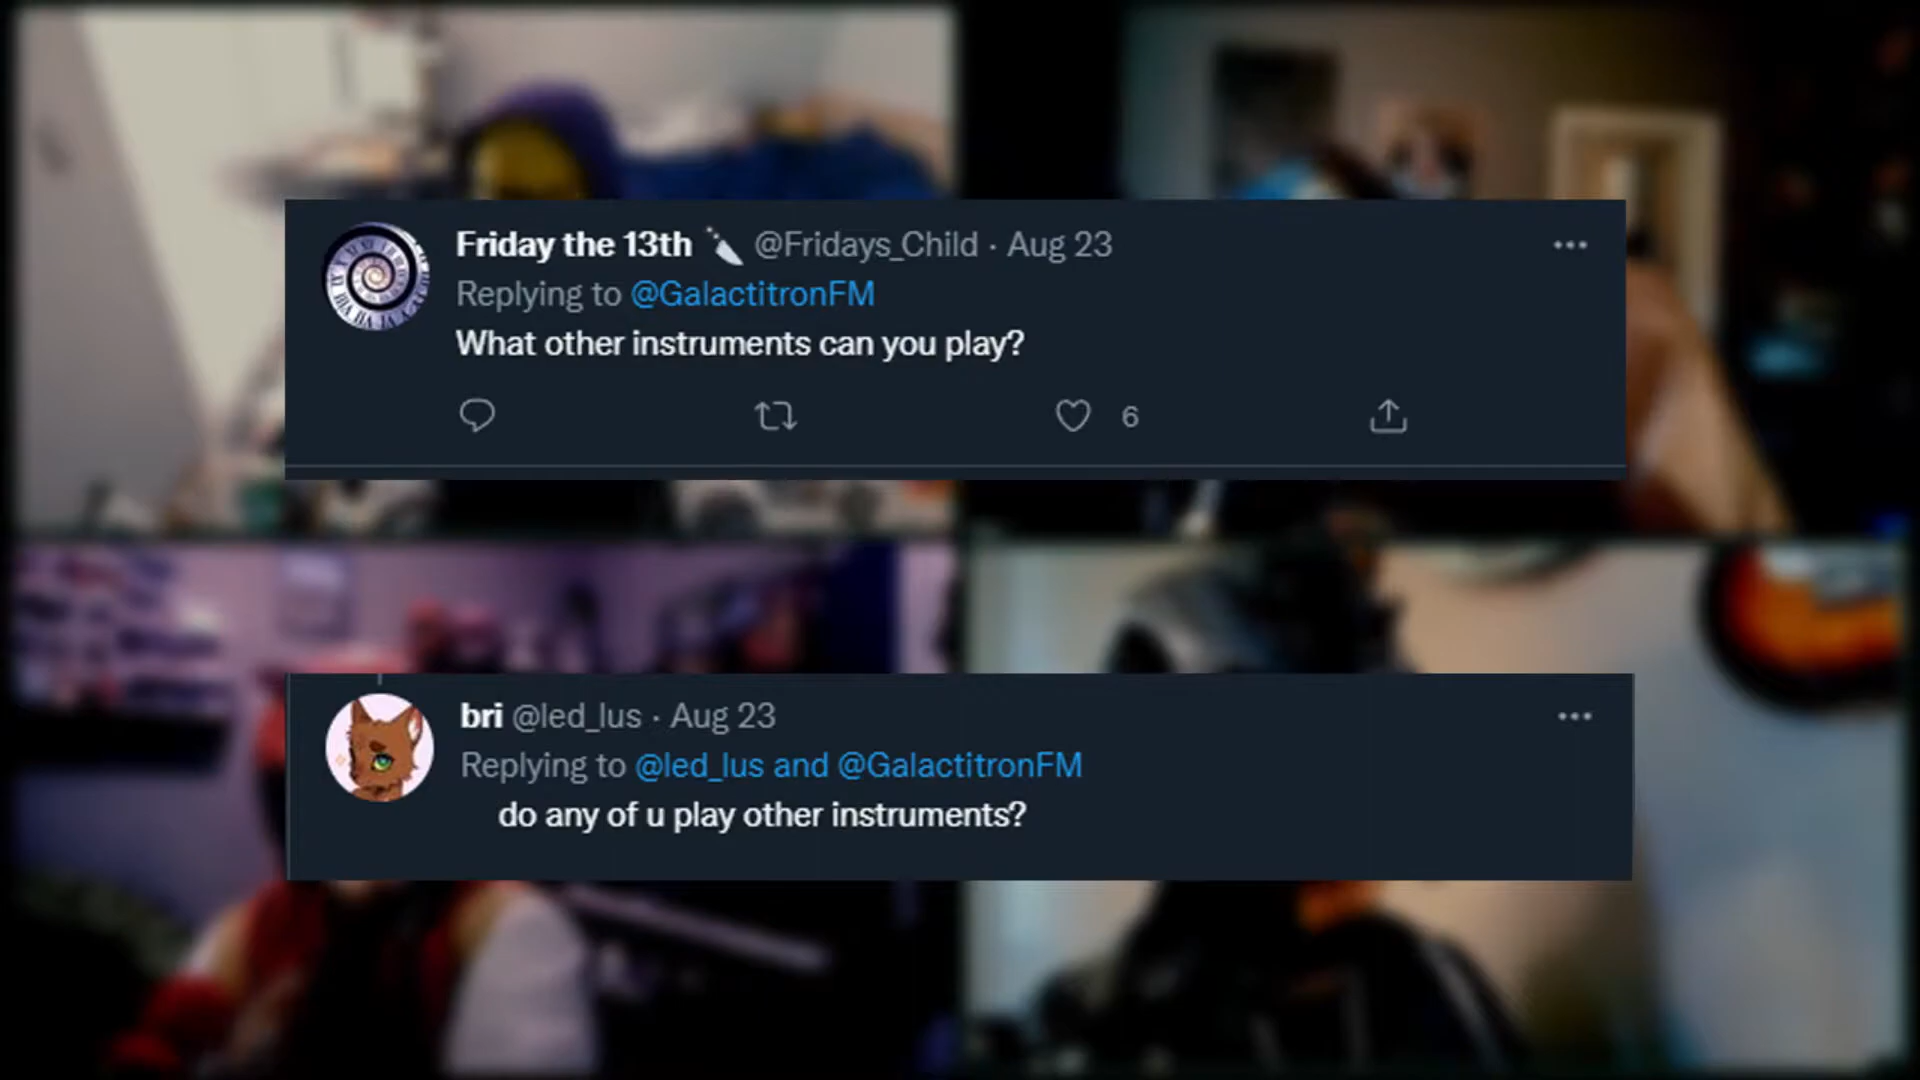 Friday the 13th 🔪 @Fridays_Child · Aug 23
Replying to @GalactitronFM
What other instruments can you play?
6
bri @led_lus · Aug 23
Replying to @led_lus and @GalactitronFM
do any of u play other instruments?